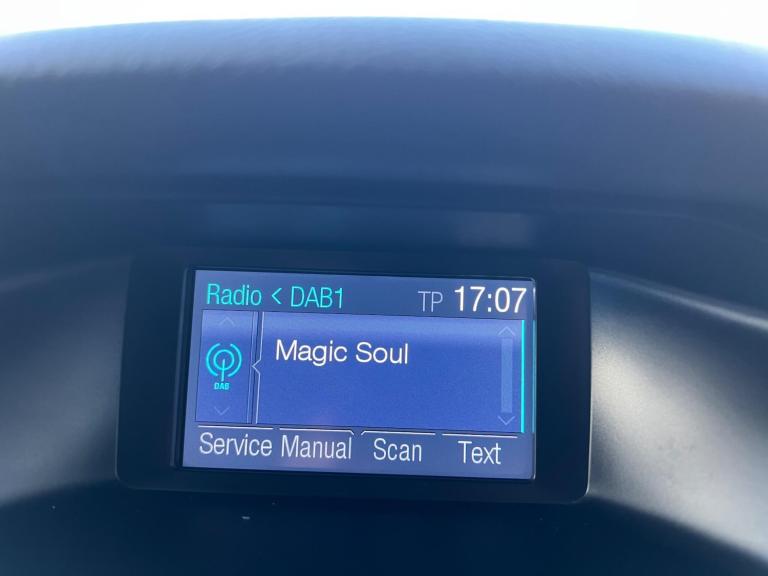 Radio < DAB1 TP 17:07
DAB
Magic Soul
Service Manual Scan Text